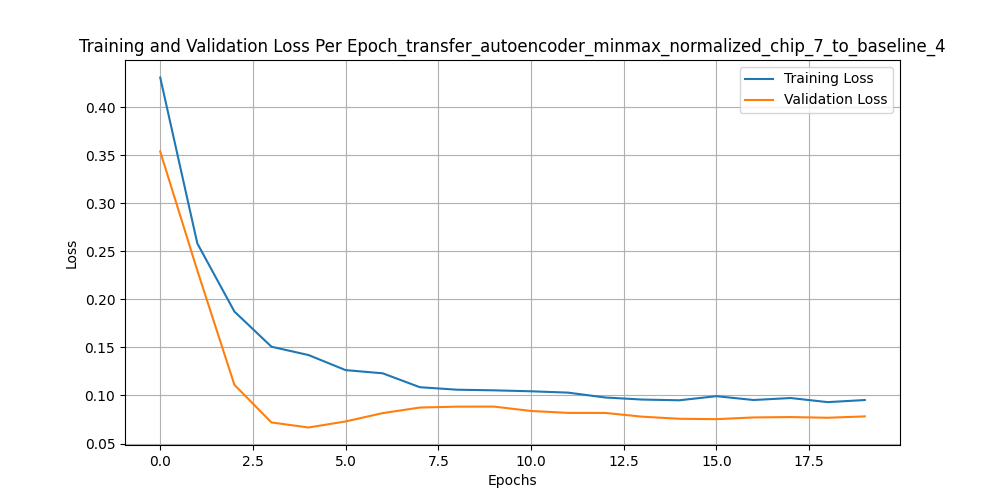 Training and Validation Loss Per Epoch_transfer_autoencoder_minmax_normalized_chip_7_to_baseline_4
Training Loss
Validation Loss
0.40
0.35
0.30
0.25
0.20
0.15
0.10
0.05
Loss
0.0 2.5 5.0 7.5 10.0 12.5 15.0 17.5
Epochs